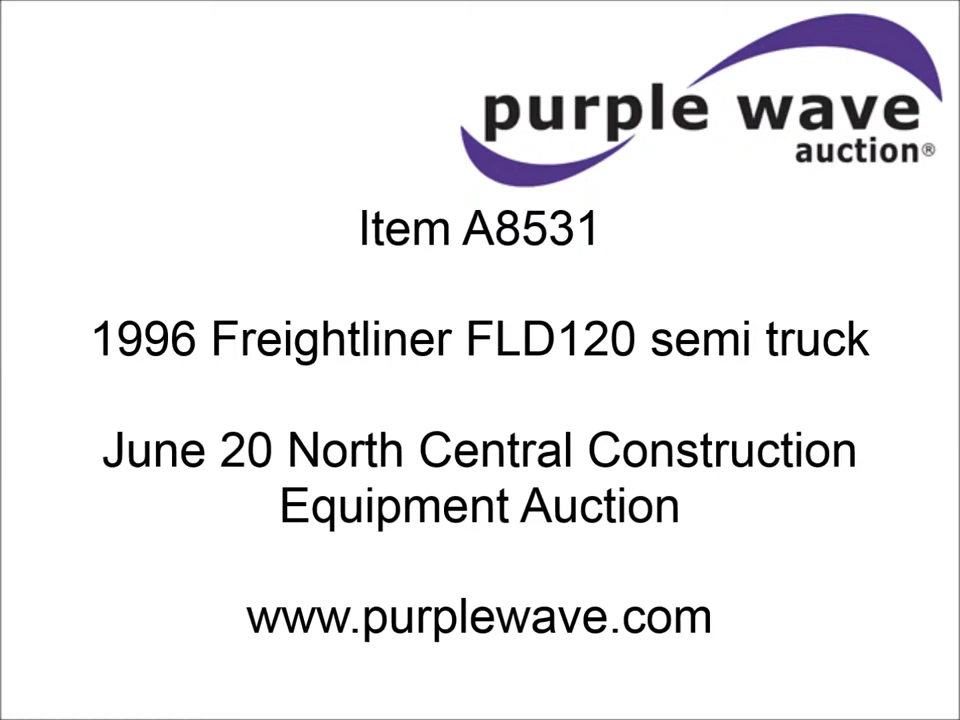 purple wave
auction®
Item A8531
1996 Freightliner FLD120 semi truck
June 20 North Central Construction
Equipment Auction
www.purplewave.com